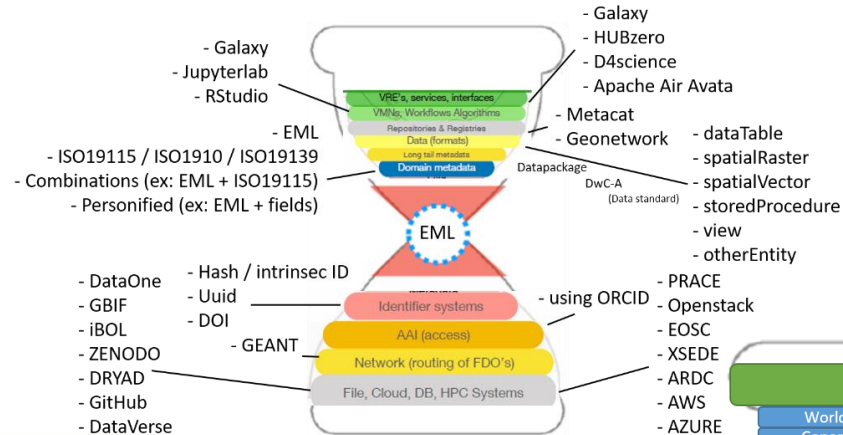 - Galaxy
- Jupyterlab
- RStudio
- Galaxy
- HUBzero
- D4science
- Apache Air Avata
VRE's, services, interfaces
VMNs, Workflows Algorithms
Repositories & Registries
Data (formats)
Long tail metadata
Domain metadata
- Metacat
- Geonetwork
Datapackage
DwC-A
(Data standard)
- dataTable
- spatialRaster
- spatialVector
- storedProcedure
- view
- otherEntity
- EML
- ISO19115 / ISO1910 / ISO19139
- Combinations (ex: EML + ISO19115)
- Personified (ex: EML + fields)
EML
- Hash / intrinsec ID
- Uuid
- DOI
- GEANT
- using ORCID
Identifier systems
AAI (access)
Network (routing of FDO's)
File, Cloud, DB, HPC Systems
- DataOne
- GBIF
- iBOL
- ZENODO
- DRYAD
- GitHub
- DataVerse
- PRACE
- Openstack
- EOSC
- XSEDE
- ARDC
- AWS
- AZURE